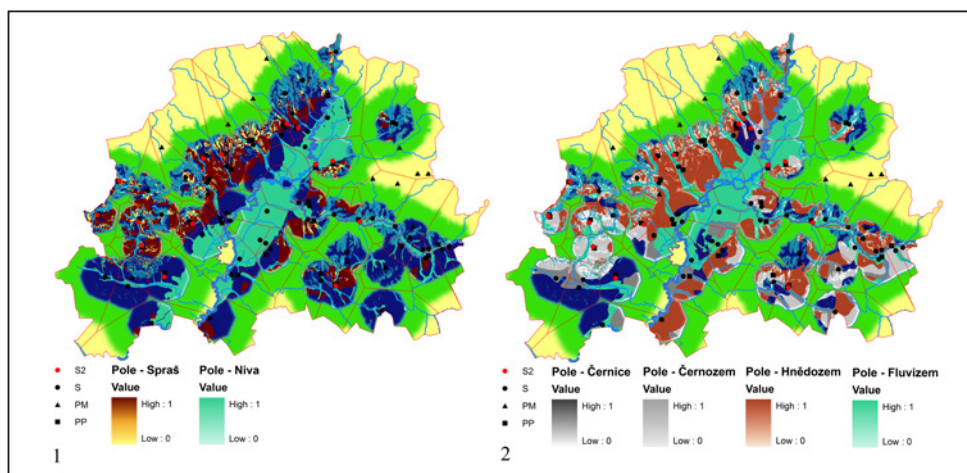 S2
S
PM
PP
Pole - Spraš
Value
High : 1
Low : 0
Pole - Niva
Value
High : 1
Low : 0
1
S2
S
PM
PP
Pole - Černice
Value
High : 1
Low : 0
Pole - Černozem
Value
High : 1
Low : 0
Pole - Hnědozem
Value
High : 1
Low : 0
Pole - Fluvizem
Value
High : 1
Low : 0
2